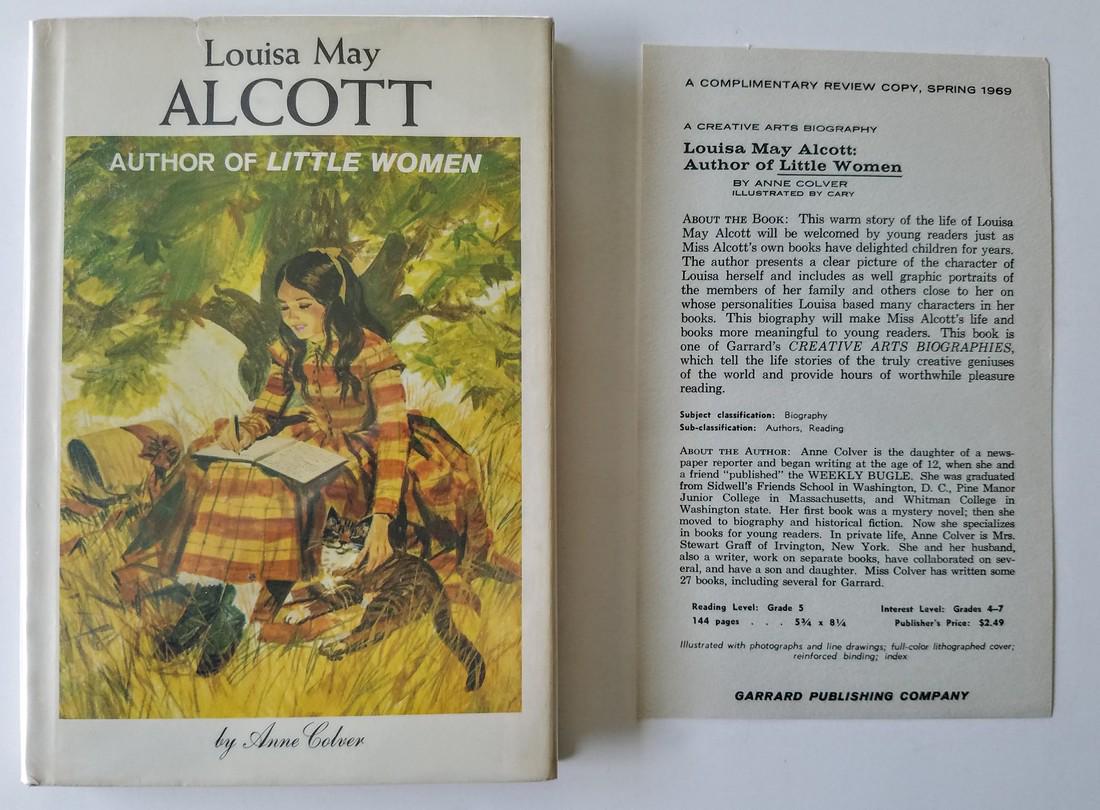 Louisa May
ALCOTT
AUTHOR OF LITTLE WOMEN
by Anne Colver
A COMPLIMENTARY REVIEW COPY, SPRING 1969
A CREATIVE ARTS BIOGRAPHY
Louisa May Alcott:
Author of Little Women
BY ANNE COLVER
ILLUSTRATED BY CARY
ABOUT THE BOOK: This warm story of the life of Louisa
May Alcott will be welcomed by young readers just as
Miss Alcott's own books have delighted children for years.
The author presents a clear picture of the character of
Louisa herself and includes as well graphic portraits of
the members of her family and others close to her on
whose personalities Louisa based many characters in her
books. This biography will make Miss Alcott's life and
books more meaningful to young readers. This book is
one of Garrard's CREATIVE ARTS BIOGRAPHIES,
which tell the life stories of the truly creative geniuses
of the world and provide hours of worthwhile pleasure
reading.
Subject classification: Biography
Sub-classification: Authors, Reading
ABOUT THE AUTHOR: Anne Colver is the daughter of a news-
paper reporter and began writing at the age of 12, when she and
a friend "published" the WEEKLY BUGLE. She was graduated
from Sidwell's Friends School in Washington, D. C., Pine Manor
Junior College in Massachusetts, and Whitman College in
Washington state. Her first book was a mystery novel; then she
moved to biography and historical fiction. Now she specializes
in books for young readers. In private life, Anne Colver is Mrs.
Stewart Graff of Irvington, New York. She and her husband,
also a writer, work on separate books, have collaborated on sev-
eral, and have a son and daughter. Miss Colver has written some
27 books, including several for Garrard.
Reading Level: Grade 5 Interest Level: Grades 4–7
144 pages . . . 5¾ x 8¼ Publisher's Price: $2.49
Illustrated with photographs and line drawings; full-color lithographed cover;
reinforced binding; index
GARRARD PUBLISHING COMPANY